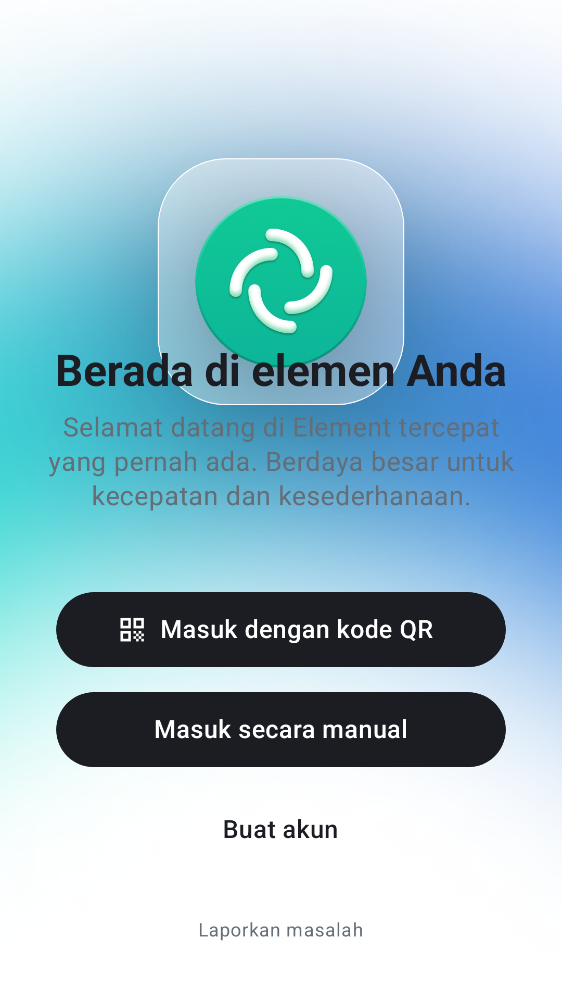 Berada di elemen Anda
Selamat datang di Element tercepat
yang pernah ada. Berdaya besar untuk
kecepatan dan kesederhanaan.
Masuk dengan kode QR
Masuk secara manual
Buat akun
Laporkan masalah